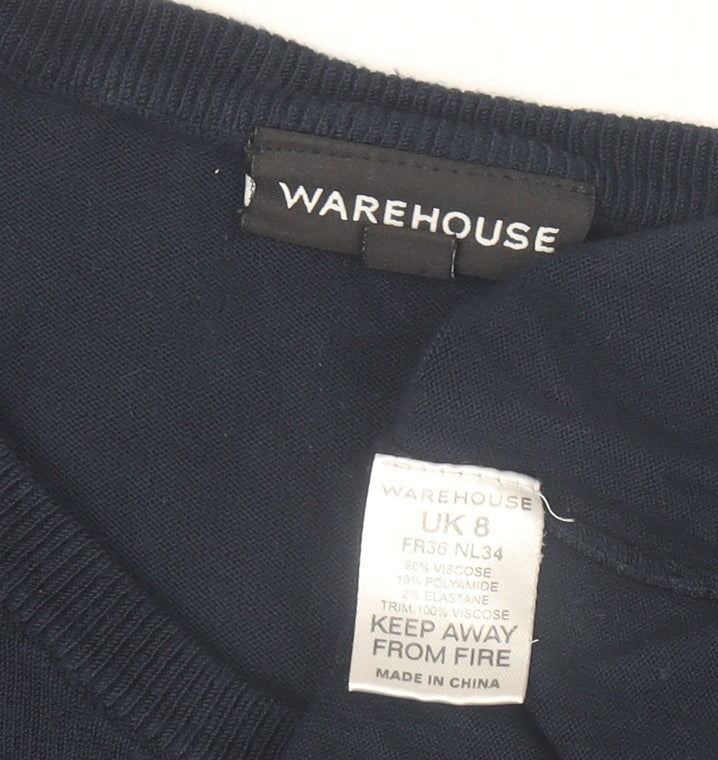 WAREHOUSE
WAREHOUSE
UK 8
FR36 NL34
80% VISCOSE
18% POLYAMIDE
2% ELASTANE
TRIM:100% VISCOSE
KEEP AWAY
FROM FIRE
MADE IN CHINA